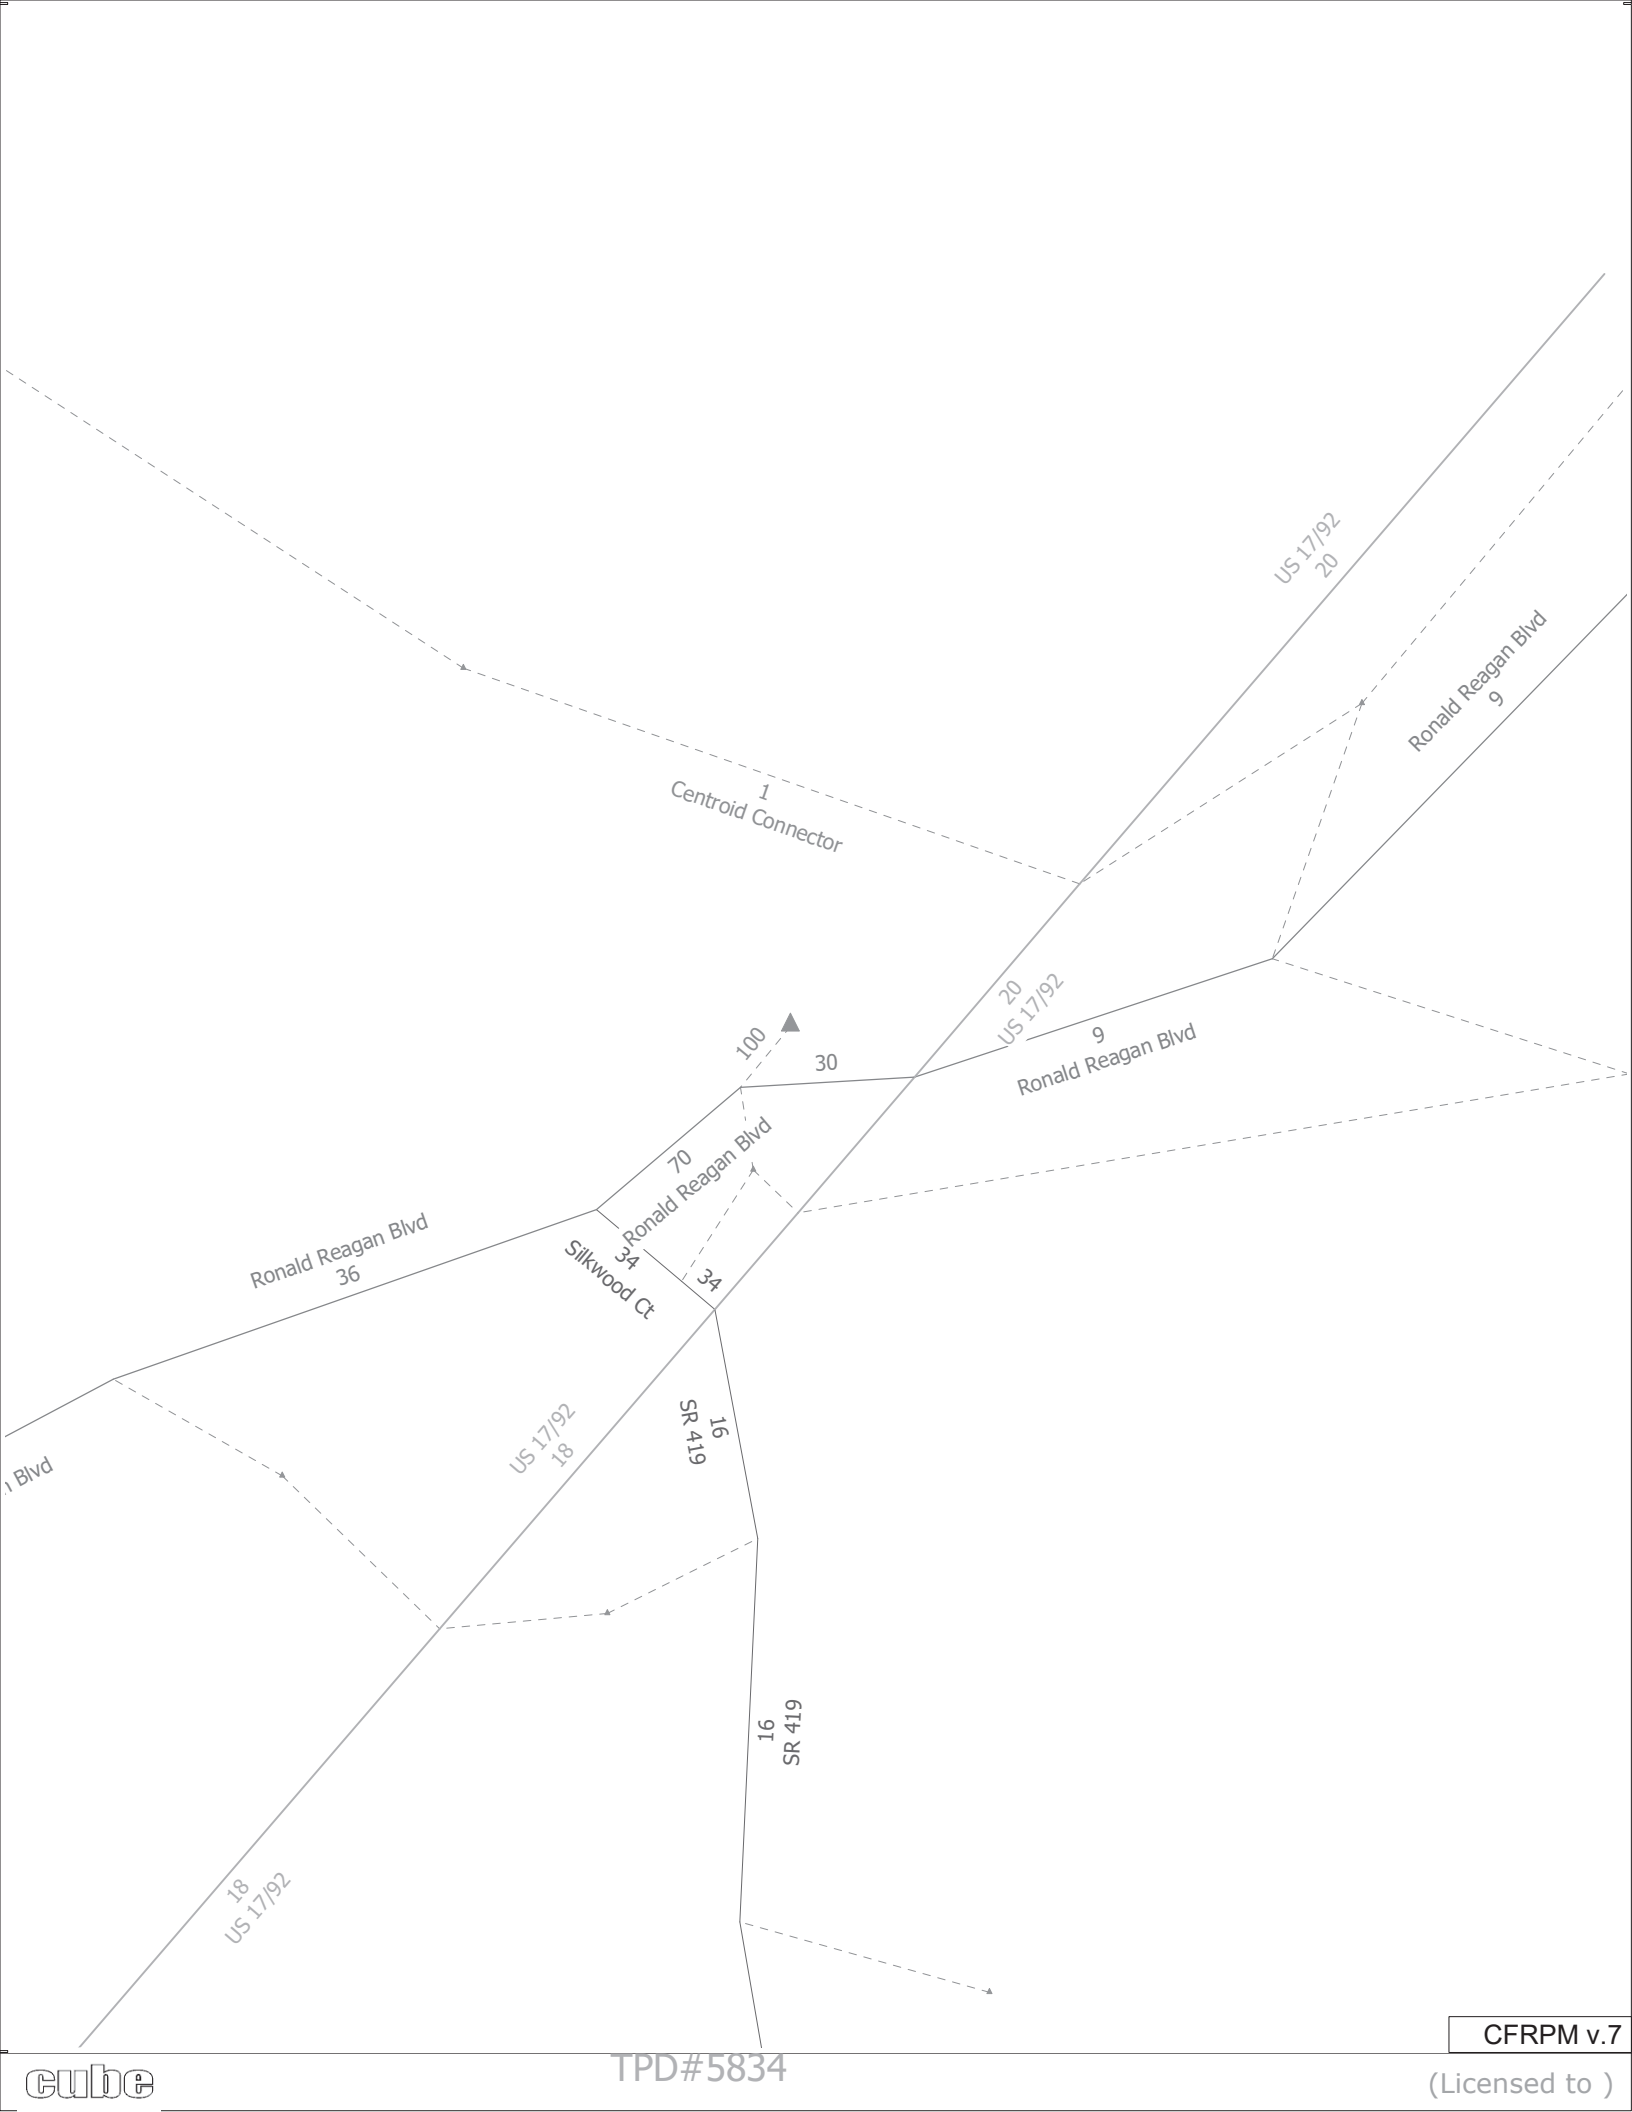 US 17/92
20
Ronald Reagan Blvd
9
1
Centroid Connector
20
US 17/92
100
30
9
Ronald Reagan Blvd
70
Ronald Reagan Blvd
Ronald Reagan Blvd
36
34
Silkwood Ct
34
US 17/92
18
16
SR 419
Blvd
16
SR 419
18
US 17/92
CFRPM v.7
cube
TPD#5834
(Licensed to )